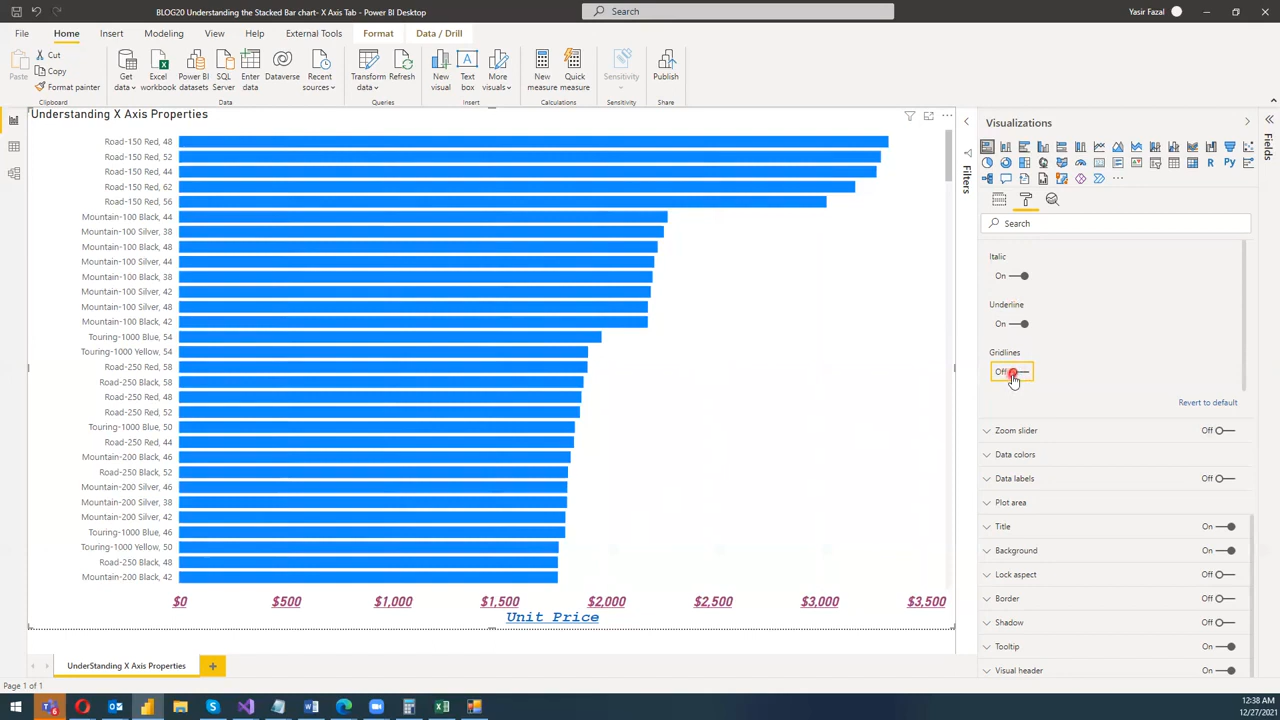 BLOG20 Understanding the Stacked Bar chart- X Axis Tab - Power BI Desktop
Search
Yasir Fazal
File
Home
Insert
Modeling
View
Help
External Tools
Format
Data / Drill
Paste
Cut
Copy
Format painter
Get data
Excel workbook
Power BI datasets
SQL Server
Enter data
Dataverse
Recent sources
Transform data
Refresh
New visual
Text box
More visuals
New measure
Quick measure
Sensitivity
Publish
Clipboard
Data
Queries
Insert
Calculations
Sensitivity
Share
Understanding X Axis Properties
Road-150 Red, 48
Road-150 Red, 52
Road-150 Red, 44
Road-150 Red, 62
Road-150 Red, 56
Mountain-100 Black, 44
Mountain-100 Silver, 38
Mountain-100 Black, 48
Mountain-100 Silver, 44
Mountain-100 Black, 38
Mountain-100 Silver, 42
Mountain-100 Silver, 48
Mountain-100 Black, 42
Touring-1000 Blue, 54
Touring-1000 Yellow, 54
Road-250 Red, 58
Road-250 Black, 58
Road-250 Red, 48
Road-250 Red, 52
Touring-1000 Blue, 50
Road-250 Red, 44
Mountain-200 Black, 46
Road-250 Black, 52
Mountain-200 Silver, 46
Mountain-200 Silver, 38
Mountain-200 Silver, 42
Touring-1000 Blue, 46
Touring-1000 Yellow, 50
Road-250 Black, 48
Mountain-200 Black, 42
$0 $500 $1,000 $1,500 $2,000 $2,500 $3,000 $3,500
Unit Price
Filters
Visualizations
Fields
R
Py
Search
Italic
On
Underline
On
Gridlines
Off
Revert to default
Zoom slider Off
Data colors
Data labels Off
Plot area
Title On
Background On
Lock aspect Off
Border Off
Shadow Off
Tooltip On
Visual header On
UnderStanding X Axis Properties
Page 1 of 1
12:38 AM
12/27/2021